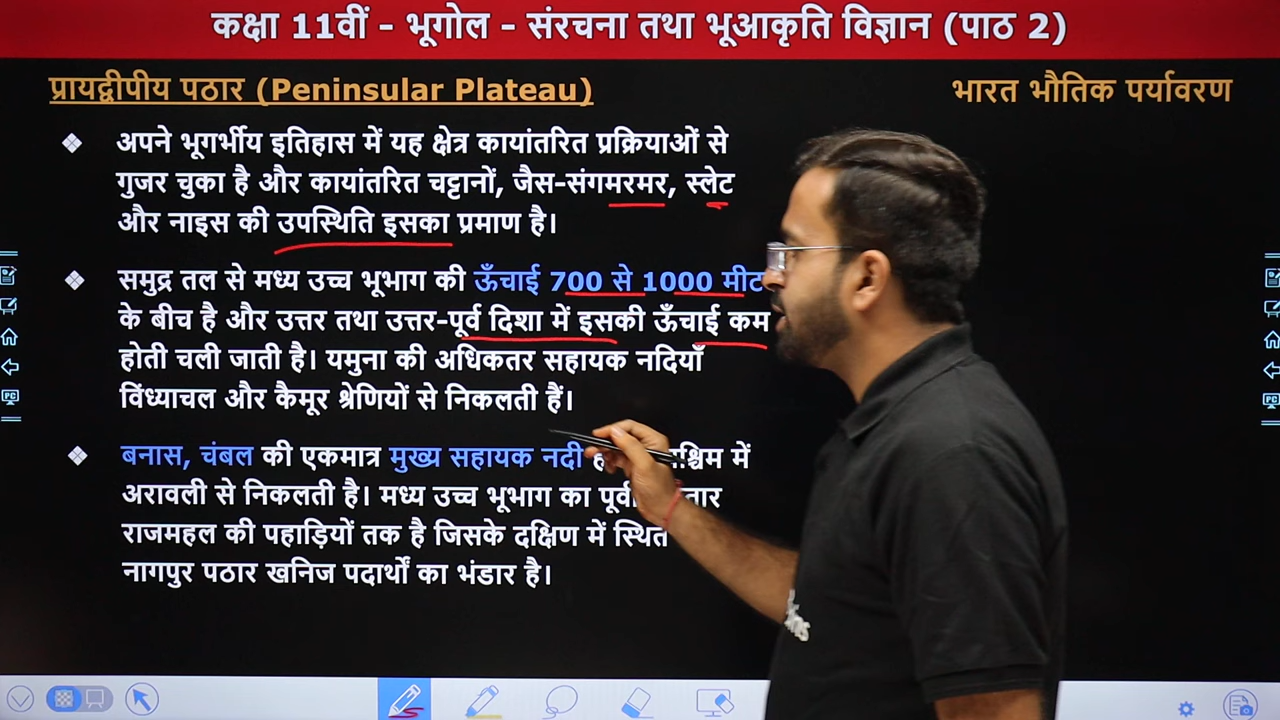 कक्षा 11वीं - भूगोल - संरचना तथा भूआकृति विज्ञान (पाठ 2)
प्रायद्वीपीय पठार (Peninsular Plateau)
भारत भौतिक पर्यावरण
❖ अपने भूगर्भीय इतिहास में यह क्षेत्र कायांतरित प्रक्रियाओं से
गुजर चुका है और कायांतरित चट्टानों, जैस-संगमरमर, स्लेट
और नाइस की उपस्थिति इसका प्रमाण है।
❖ समुद्र तल से मध्य उच्च भूभाग की ऊँचाई 700 से 1000
के बीच है और उत्तर तथा उत्तर-पूर्व दिशा में इसकी ऊँचाई कम
होती चली जाती है। यमुना की अधिकतर सहायक नदियाँ
विंध्याचल और कैमूर श्रेणियों से निकलती हैं।
❖ बनास, चंबल की एकमात्र मुख्य सहायक नदी में
अरावली से निकलती है। मध्य उच्च भूभाग का
राजमहल की पहाड़ियों तक है जिसके दक्षिण में स्थित
नागपुर पठार खनिज पदार्थों का भंडार है।
PC
PC